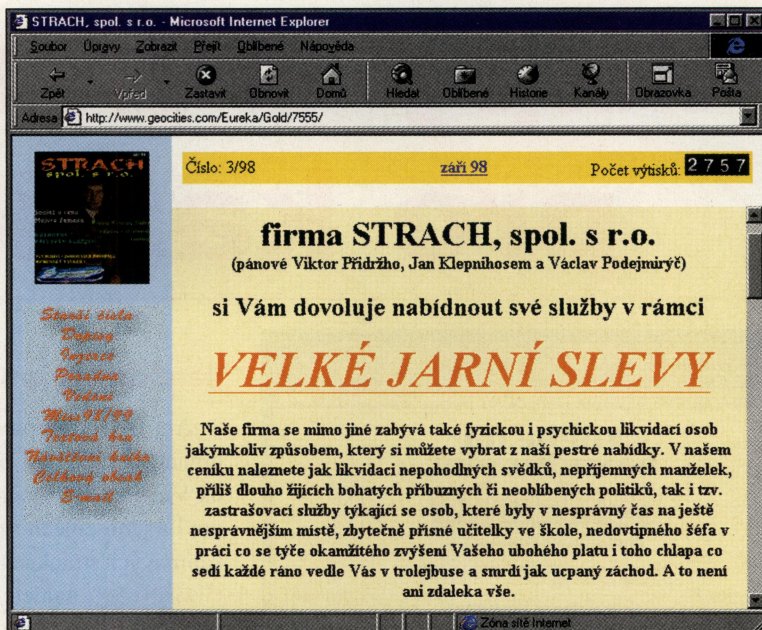 STRACH, spol. s r.o. - Microsoft Internet Explorer
Soubor Úpravy Zobrazit Přejít Oblíbené Nápověda
Zpět Vpřed Zastavit Obnovit Domů Hledat Oblíbené Historie Kanály Obrazovka Pošta
Adresa http://www.geocities.com/Eureka/Gold/7555/
STRACH
spol. s r.o.
Starší čísla
Dopisy
Inzerce
Poradna
Vedení
Miss98/99
Textová hra
Návštěvní kniha
Celkový obsah
E-mail
Číslo: 3/98 září 98 Počet výtisků: 2757
firma STRACH, spol. s r.o.
(pánové Viktor Přidržho, Jan Klepnihosem a Václav Podejmirýč)
si Vám dovoluje nabídnout své služby v rámci
VELKÉ JARNÍ SLEVY
Naše firma se mimo jiné zabývá také fyzickou i psychickou likvidací osob
jakýmkoliv způsobem, který si můžete vybrat z naší pestré nabídky. V našem
ceníku naleznete jak likvidaci nepohodlných svědků, nepříjemných manželek,
příliš dlouho žijících bohatých příbuzných či neoblíbených politiků, tak i tzv.
zastrašovací služby týkající se osob, které byly v nesprávný čas na ještě
nesprávnějším místě, zbytečně přísné učitelky ve škole, nedovtipného šéfa v
práci co se týče okamžitého zvýšení Vašeho ubohého platu i toho chlapa co
sedí každé ráno vedle Vás v trolejbuse a smrdí jak ucpaný záchod. A to není
ani zdaleka vše.
Zóna sítě Internet